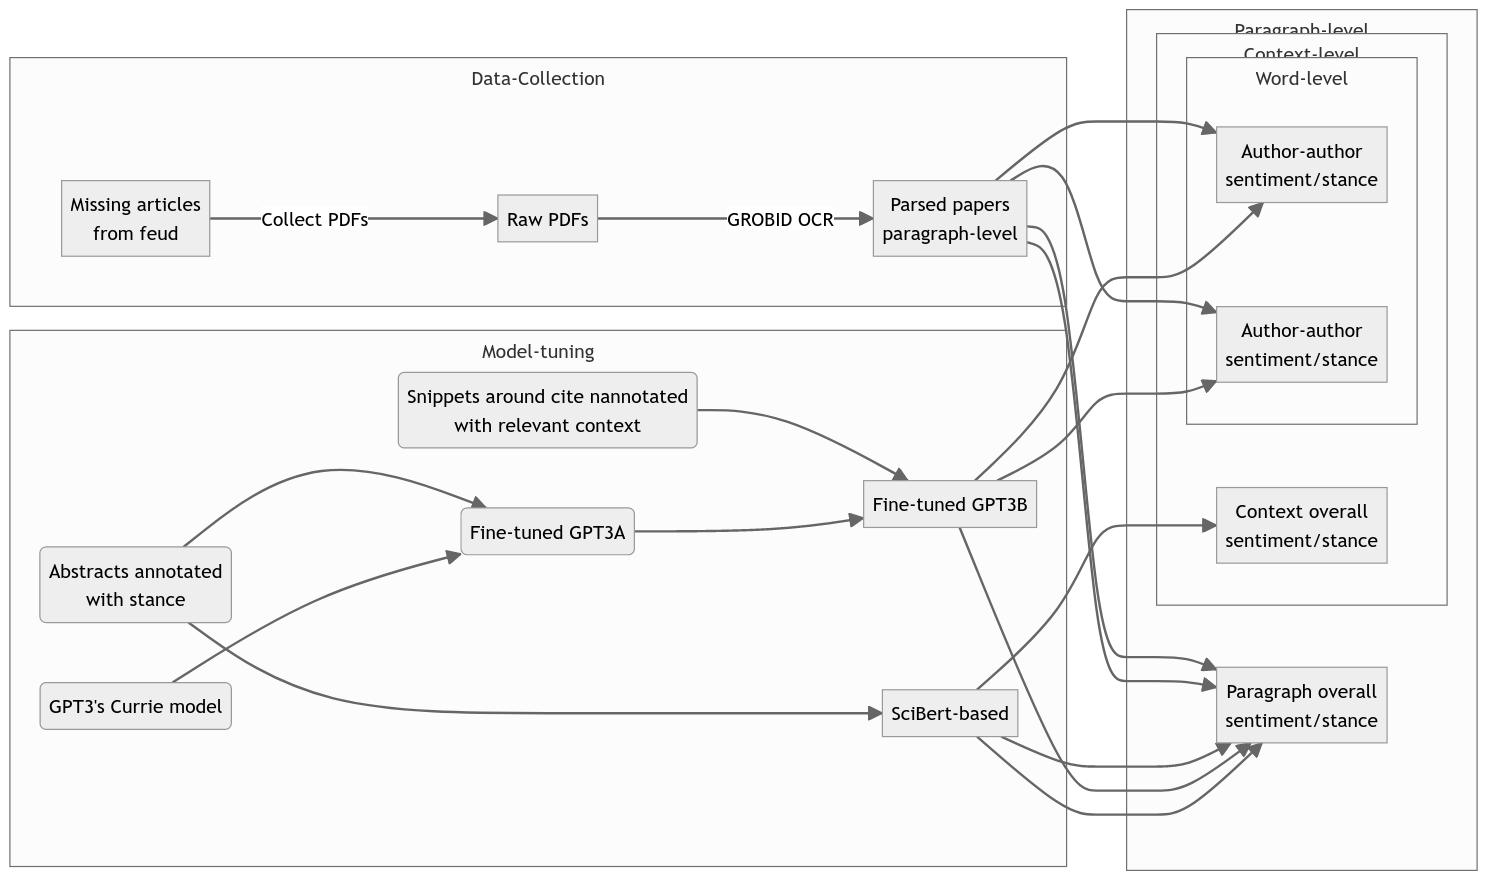 Paragraph-level
Context-level
Word-level
Data-Collection
Missing articles
from feud
Collect PDFs
Raw PDFs
GROBID OCR
Parsed papers
paragraph-level
Author-author
sentiment/stance
Author-author
sentiment/stance
Model-tuning
Snippets around cite nannotated
with relevant context
Fine-tuned GPT3A
Fine-tuned GPT3B
Abstracts annotated
with stance
GPT3's Currie model
SciBert-based
Context overall
sentiment/stance
Paragraph overall
sentiment/stance